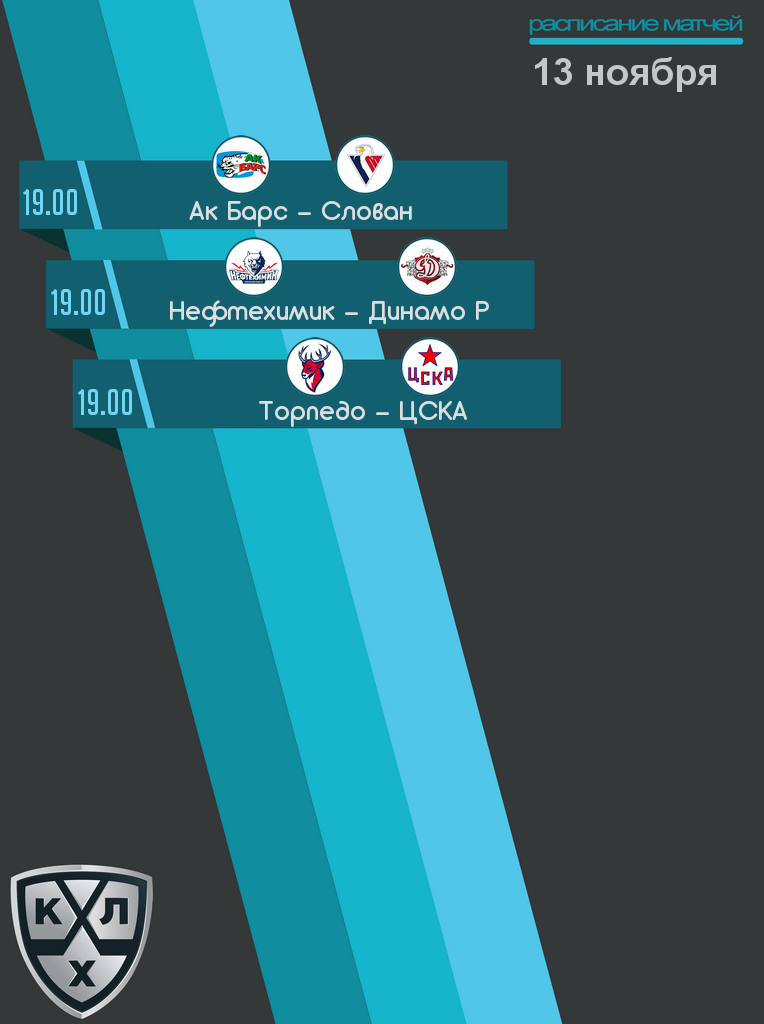 расписание матчей
13 ноября
АК БАРС
19.00
Ак Барс – Слован
НЕФТЕХИМИК
Д
19.00
Нефтехимик – Динамо Р
ЦСКА
19.00
Торпедо – ЦСКА
КХЛ
Х